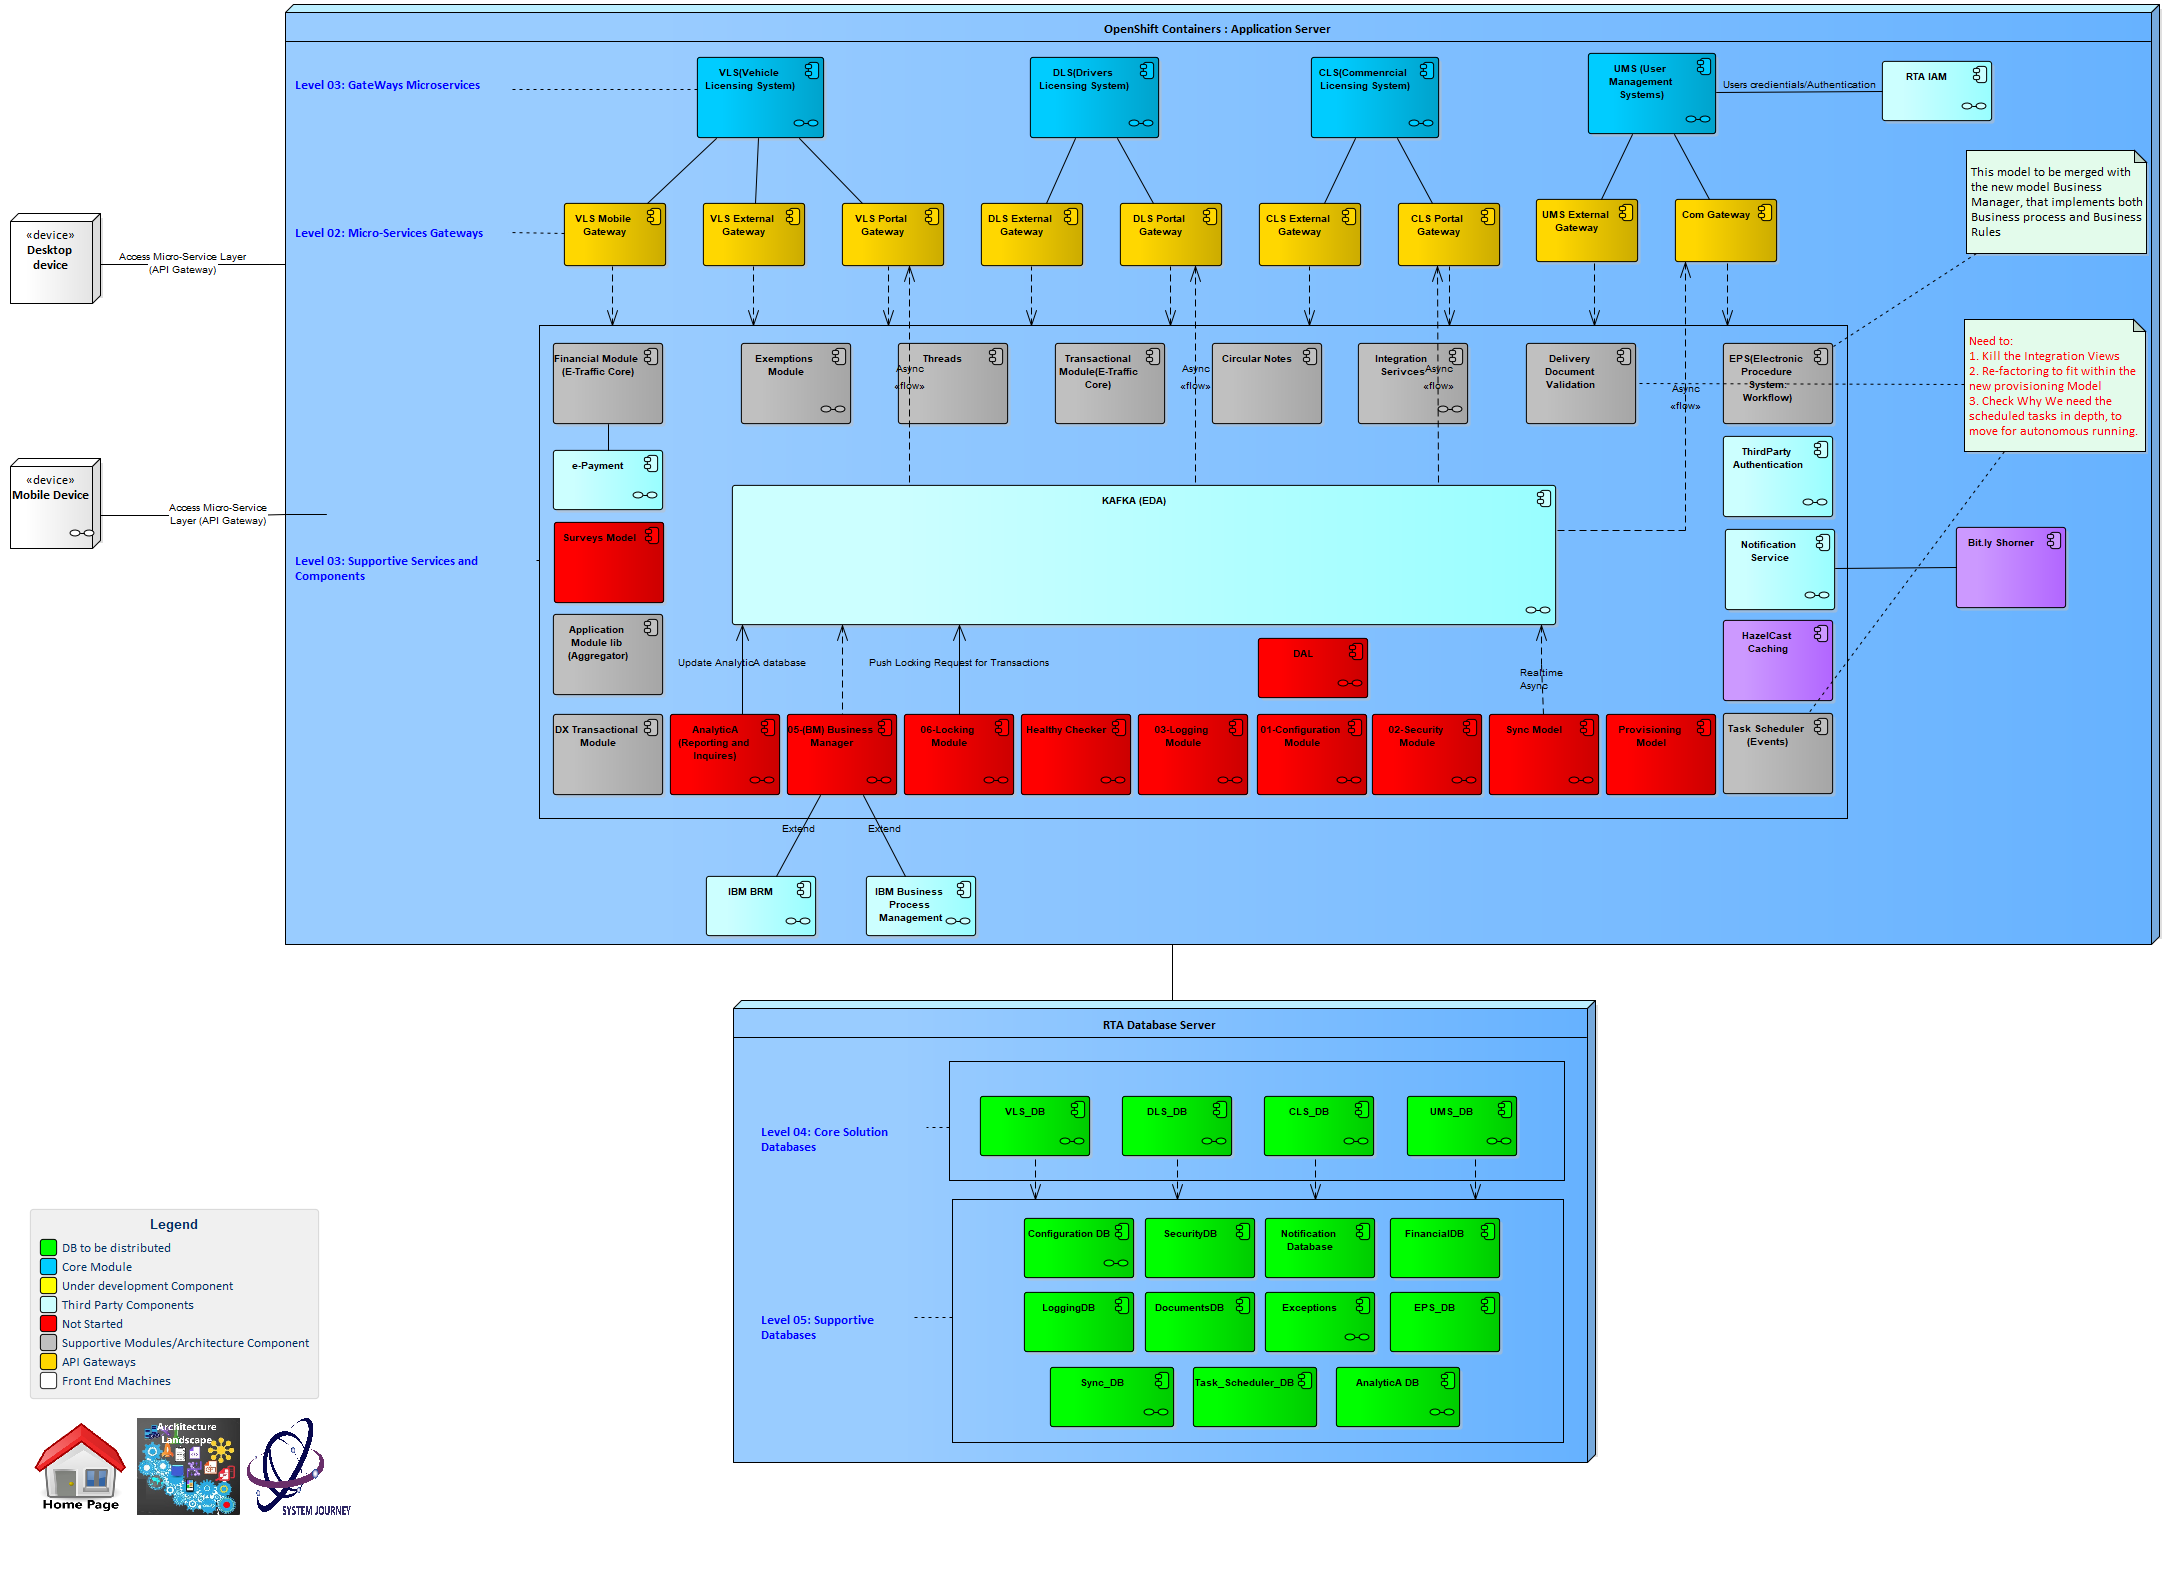 OpenShift Containers : Application Server
Level 03: GateWays Microservices
VLS(Vehicle
Licensing System)
DLS(Drivers
Licensing System)
CLS(Commenrcial
Licensing System)
UMS (User
Management
Systems)
Users credientials/Authentication
RTA IAM
This model to be merged with
the new model Business
Manager, that implements both
Business process and Business
Rules
Level 02: Micro-Services Gateways
VLS Mobile
Gateway
VLS External
Gateway
VLS Portal
Gateway
DLS External
Gateway
DLS Portal
Gateway
CLS External
Gateway
CLS Portal
Gateway
UMS External
Gateway
Com Gateway
«device»
Desktop
device
Access Micro-Service Layer
(API Gateway)
Financial Module
(E-Traffic Core)
Exemptions
Module
Threads
Async
«flow»
Transactional
Module(E-Traffic
Core)
Async
«flow»
Circular Notes
Integration
Serivces
Async
«flow»
Delivery
Document
Validation
Async
«flow»
EPS(Electronic
Procedure
System:
Workflow)
Need to:
1. Kill the Integration Views
2. Re-factoring to fit within the
new provisioning Model
3. Check Why We need the
scheduled tasks in depth, to
move for autonomous running.
e-Payment
ThirdParty
Authentication
«device»
Mobile Device
Access Micro-Service
Layer (API Gateway)
KAFKA (EDA)
Surveys Model
Notification
Service
Bit.ly Shorner
Level 03: Supportive Services and
Components
Application
Module lib
(Aggregator)
Update AnalyticA database
Push Locking Request for Transactions
DAL
Realtime
Async
HazelCast
Caching
DX Transactional
Module
AnalyticA
(Reporting and
Inquires)
05-(BM) Business
Manager
06-Locking
Module
Healthy Checker
03-Logging
Module
01-Configuration
Module
02-Security
Module
Sync Model
Provisioning
Model
Task Scheduler
(Events)
Extend
Extend
IBM BRM
IBM Business
Process
Management
RTA Database Server
Level 04: Core Solution
Databases
VLS_DB
DLS_DB
CLS_DB
UMS_DB
Level 05: Supportive
Databases
Configuration DB
SecurityDB
Notification
Database
FinancialDB
LoggingDB
DocumentsDB
Exceptions
EPS_DB
Sync_DB
Task_Scheduler_DB
AnalyticA DB
Legend
DB to be distributed
Core Module
Under development Component
Third Party Components
Not Started
Supportive Modules/Architecture Component
API Gateways
Front End Machines
Home Page
Architecture
Landscape
SYSTEM JOURNEY